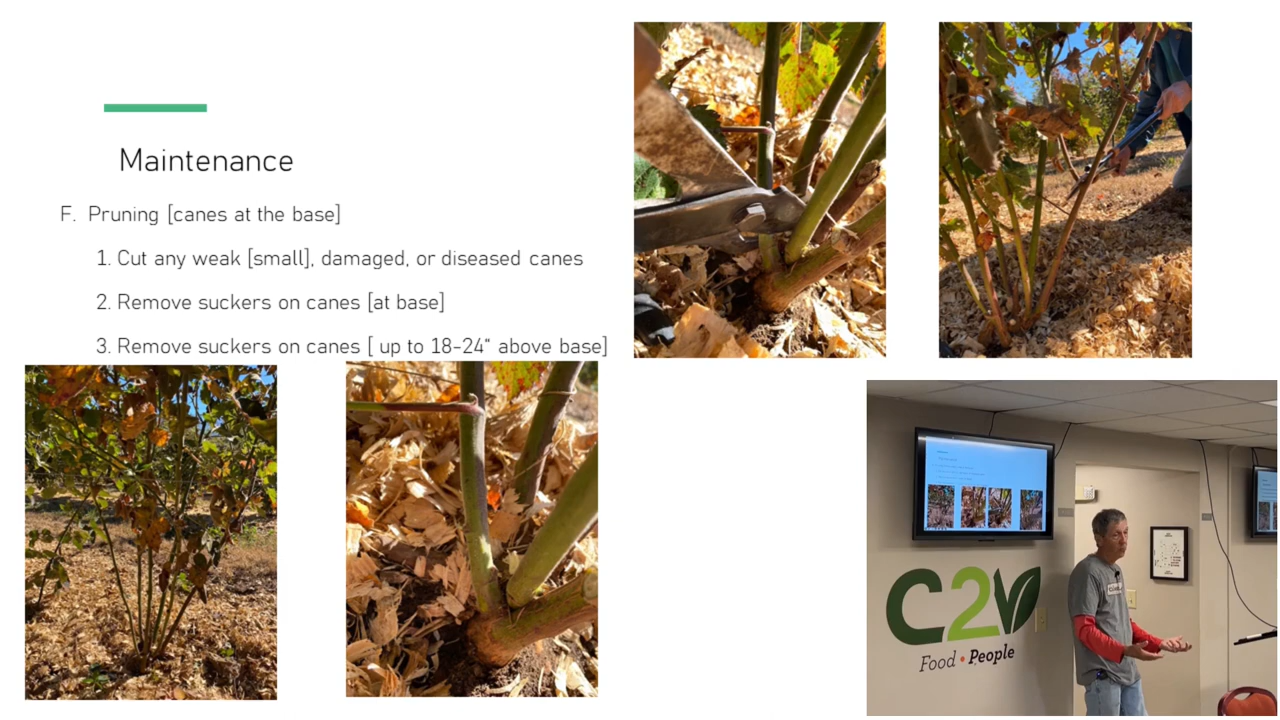 Maintenance
F. Pruning [canes at the base]
1. Cut any weak [small], damaged, or diseased canes
2. Remove suckers on canes [at base]
3. Remove suckers on canes [ up to 18-24" above base]
C2V
Food • People